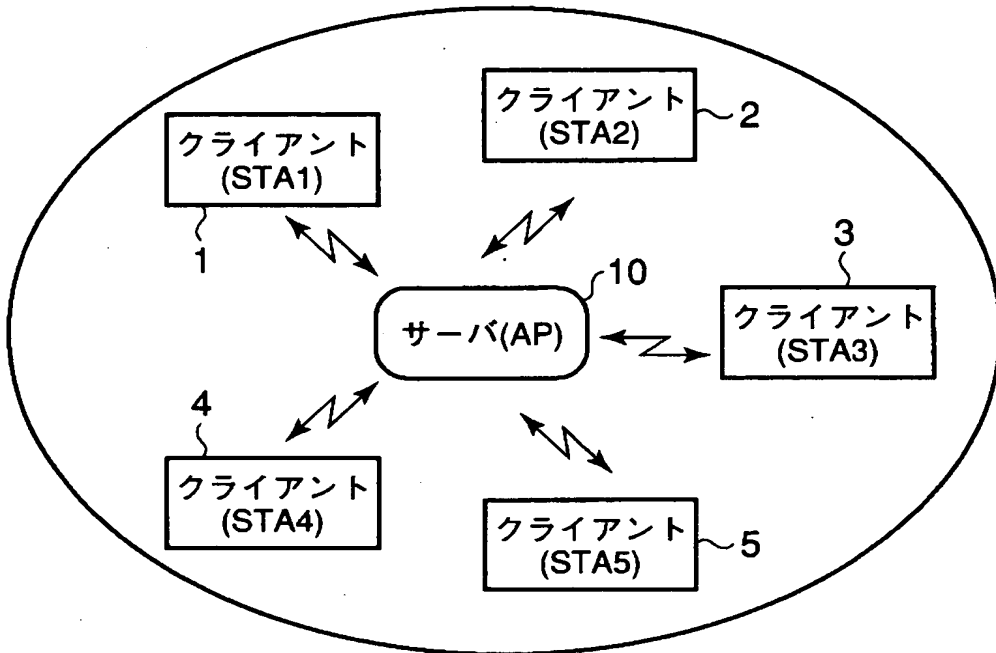 クライアント
(STA1)
1
クライアント
(STA2)
2
3
クライアント
(STA3)
10
サーバ(AP)
4
クライアント
(STA4)
クライアント
(STA5)
5